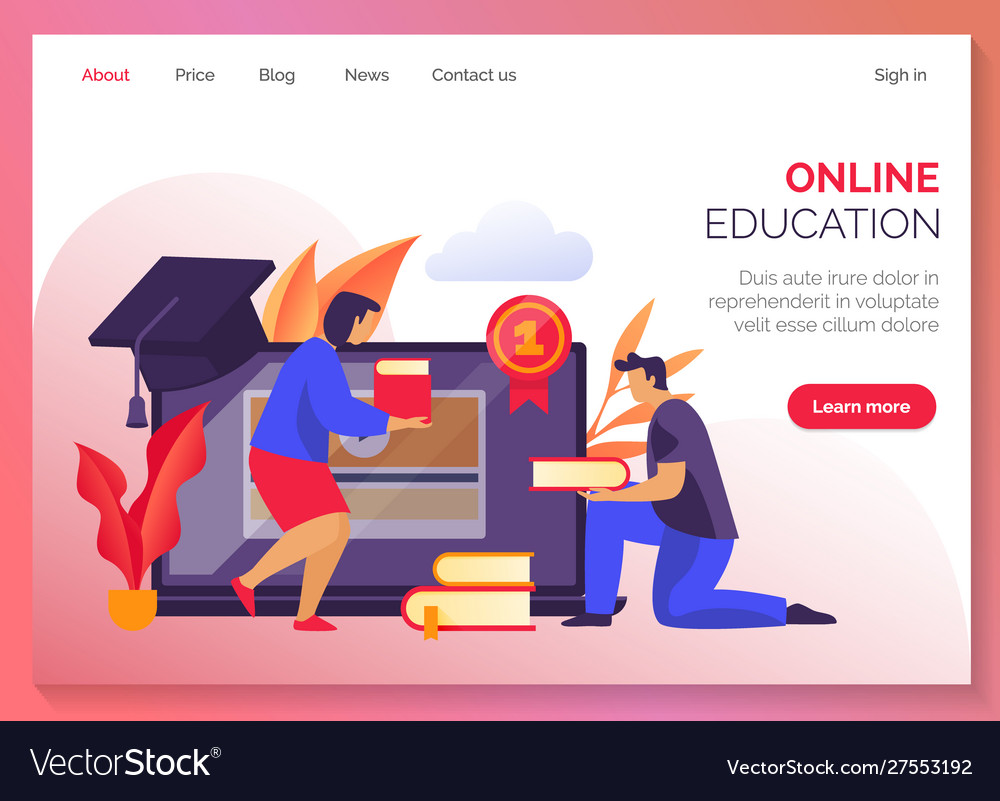 About Price Blog News Contact us Sigh in
ONLINE
EDUCATION
Duis aute irure dolor in
reprehenderit in voluptate
velit esse cillum dolore
Learn more
1
VectorStock®
VectorStock.com/27553192